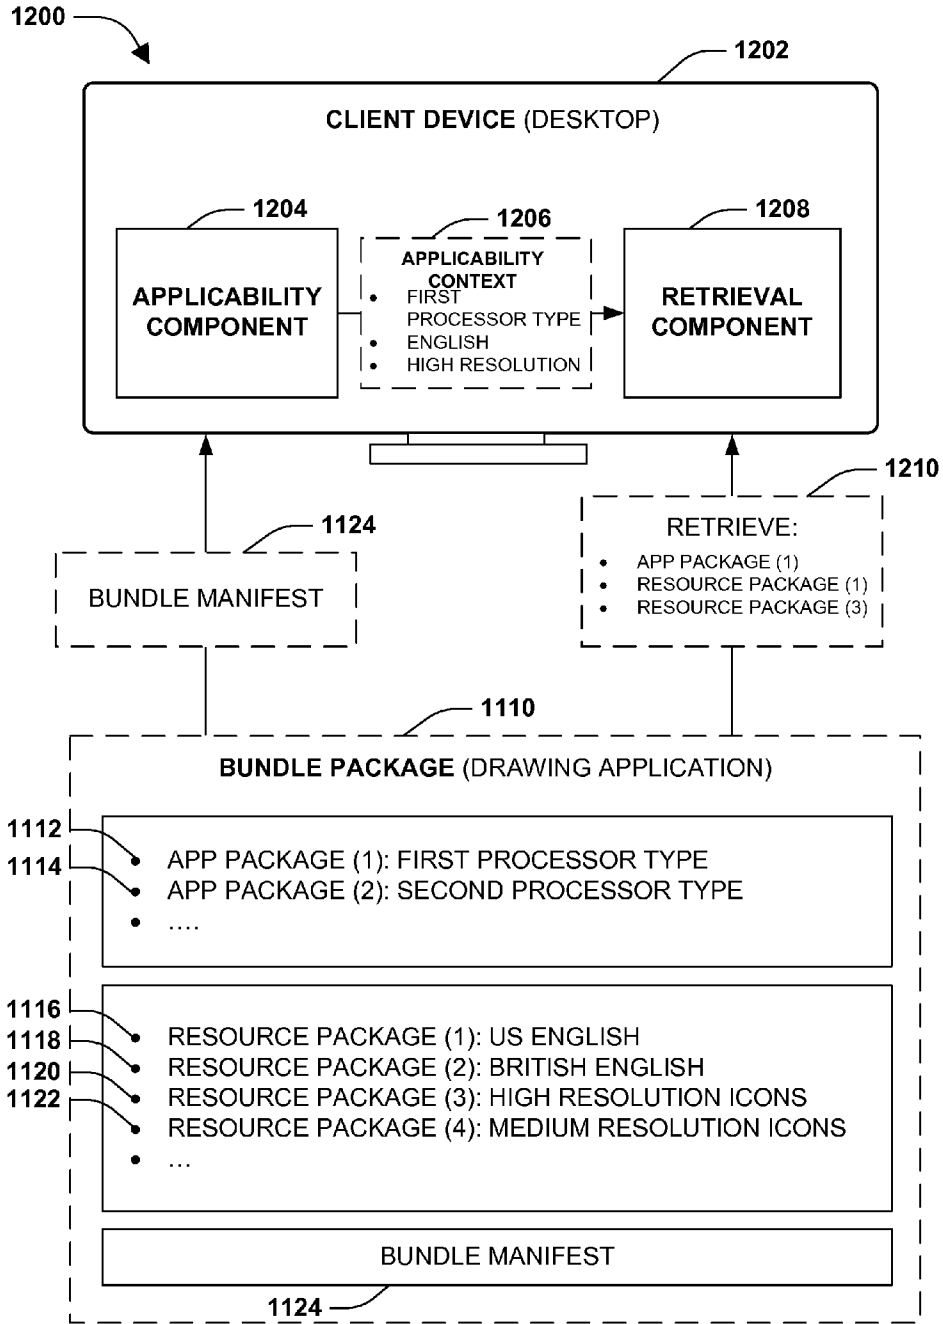 1200
1202
CLIENT DEVICE (DESKTOP)
1204
1206
1208
APPLICABILITY
COMPONENT
APPLICABILITY
CONTEXT
• FIRST
PROCESSOR TYPE
• ENGLISH
• HIGH RESOLUTION
RETRIEVAL
COMPONENT
1210
1124
BUNDLE MANIFEST
RETRIEVE:
• APP PACKAGE (1)
• RESOURCE PACKAGE (1)
• RESOURCE PACKAGE (3)
1110
BUNDLE PACKAGE (DRAWING APPLICATION)
1112
• APP PACKAGE (1): FIRST PROCESSOR TYPE
1114
• APP PACKAGE (2): SECOND PROCESSOR TYPE
• ....
1116
• RESOURCE PACKAGE (1): US ENGLISH
1118
• RESOURCE PACKAGE (2): BRITISH ENGLISH
1120
• RESOURCE PACKAGE (3): HIGH RESOLUTION ICONS
1122
• RESOURCE PACKAGE (4): MEDIUM RESOLUTION ICONS
• ...
BUNDLE MANIFEST
1124